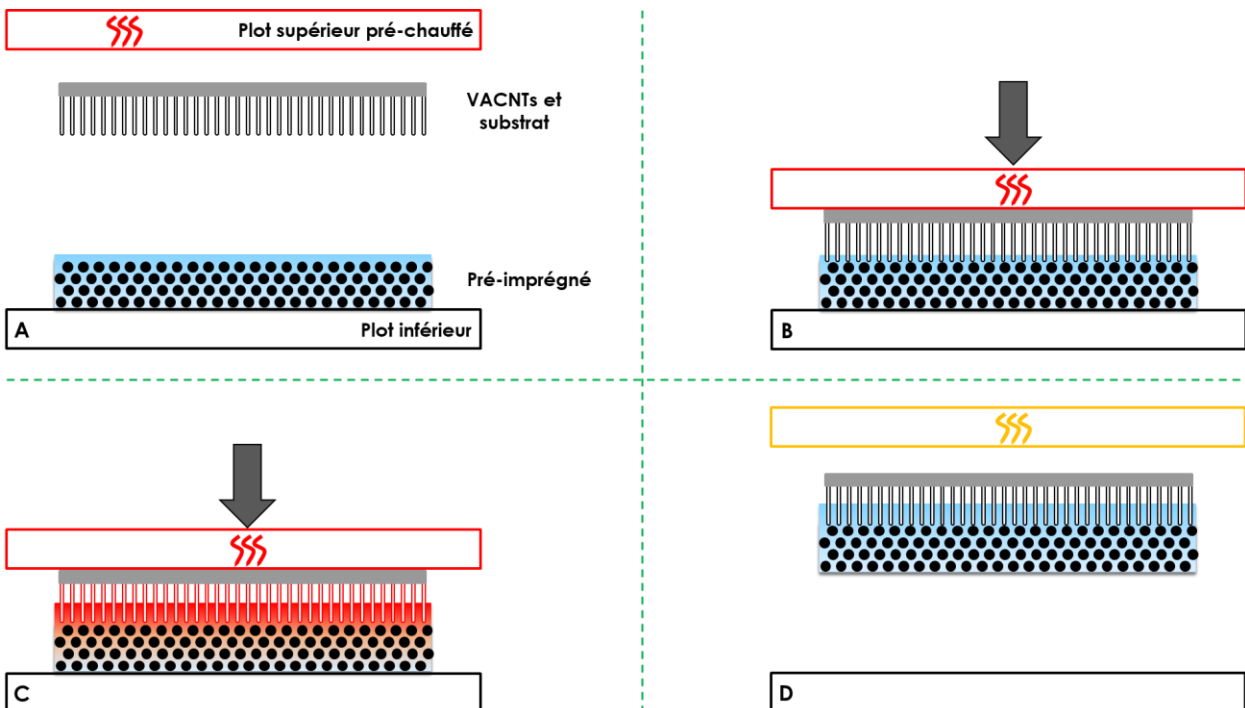 Plot supérieur pré-chauffé
VACNTs et
substrat
Pré-imprégné
A
Plot inférieur
B
C
D